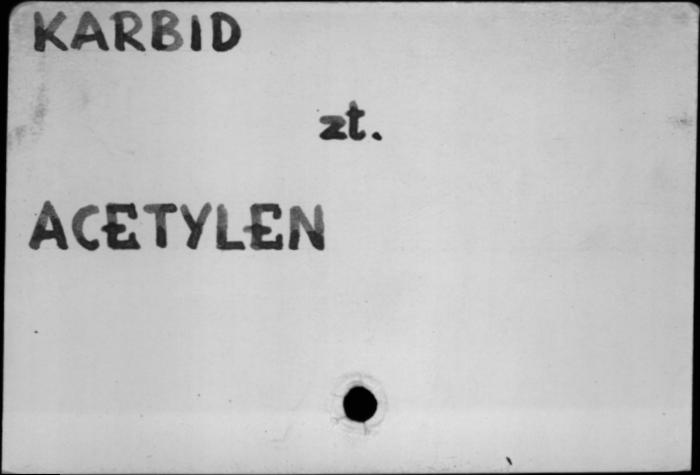 KARBID
zt.
ACETYLEN